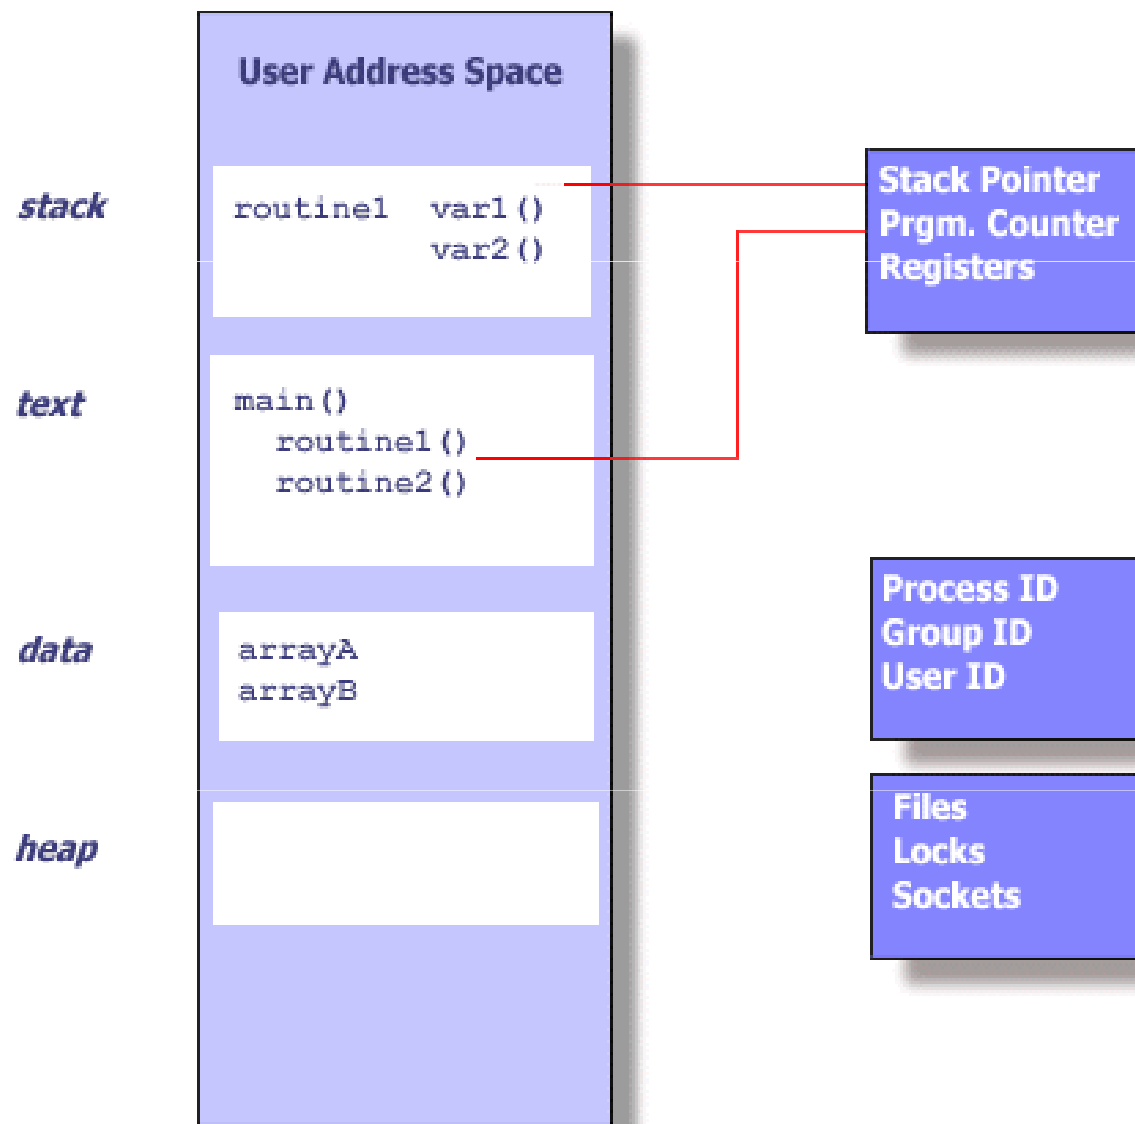 User Address Space
stack
routine1 var1()
var2()
text
main()
routine1()
routine2()
data
arrayA
arrayB
heap
Stack Pointer
Prgm. Counter
Registers
Process ID
Group ID
User ID
Files
Locks
Sockets